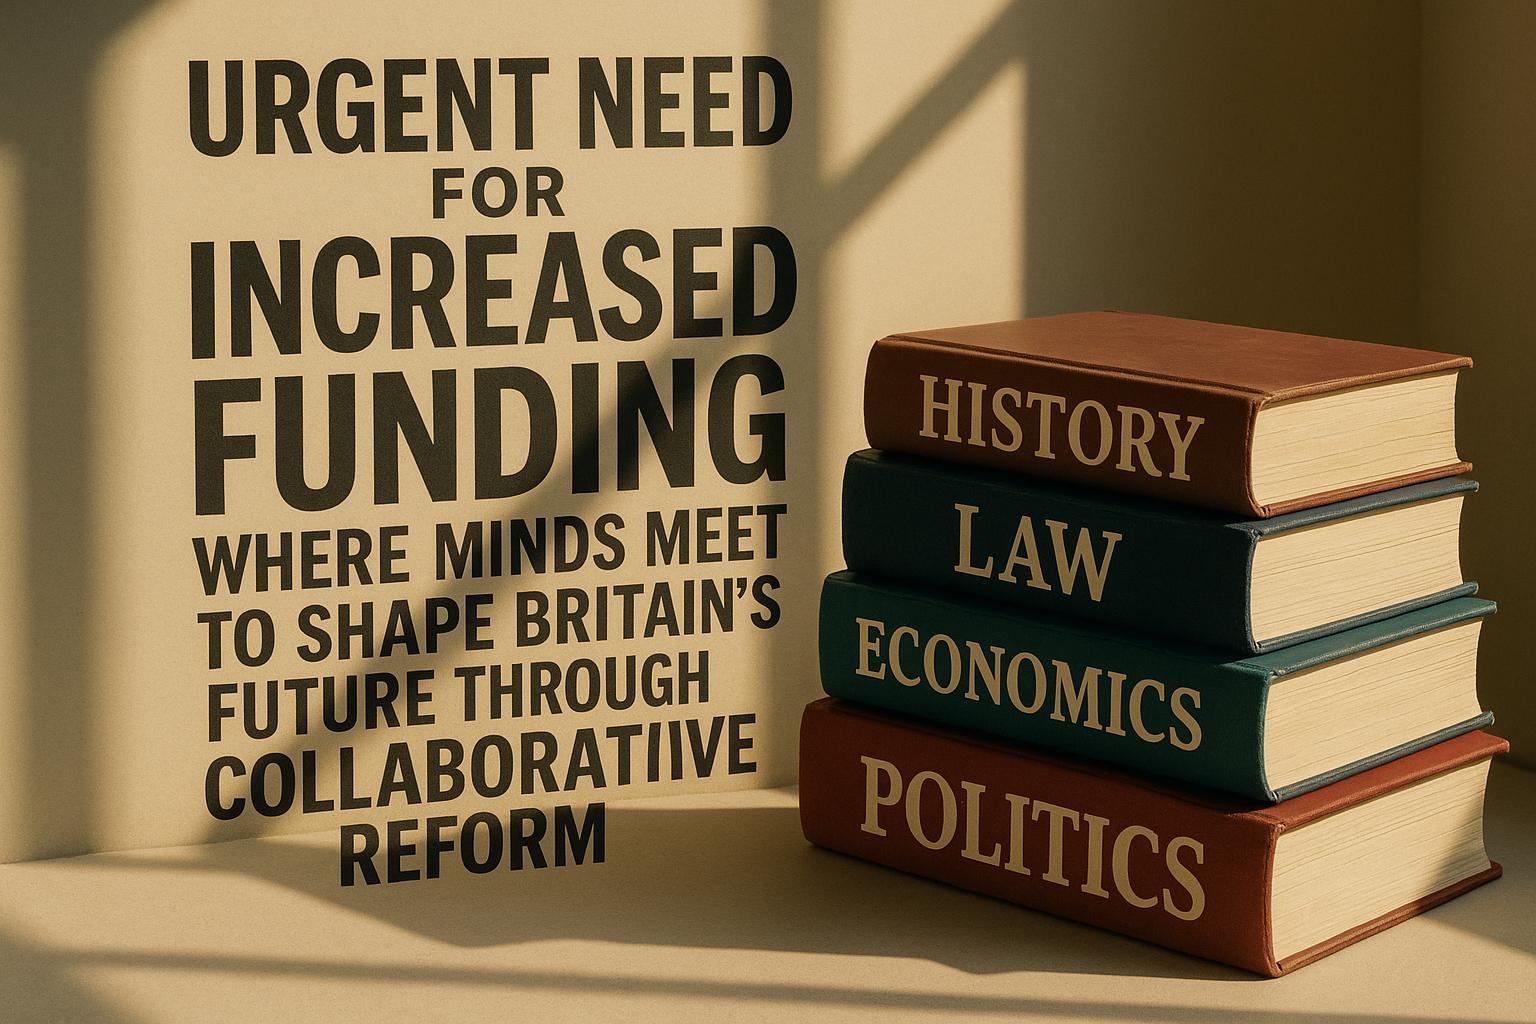 URGENT NEED
FOR
INCREASED
FUNDING
WHERE MINDS MEET
TO SHAPE BRITAIN'S
FUTURE THROUGH
COLLABORATIIVE
REFORM
HISTORY
LAW
ECONOMICS
POLITICS